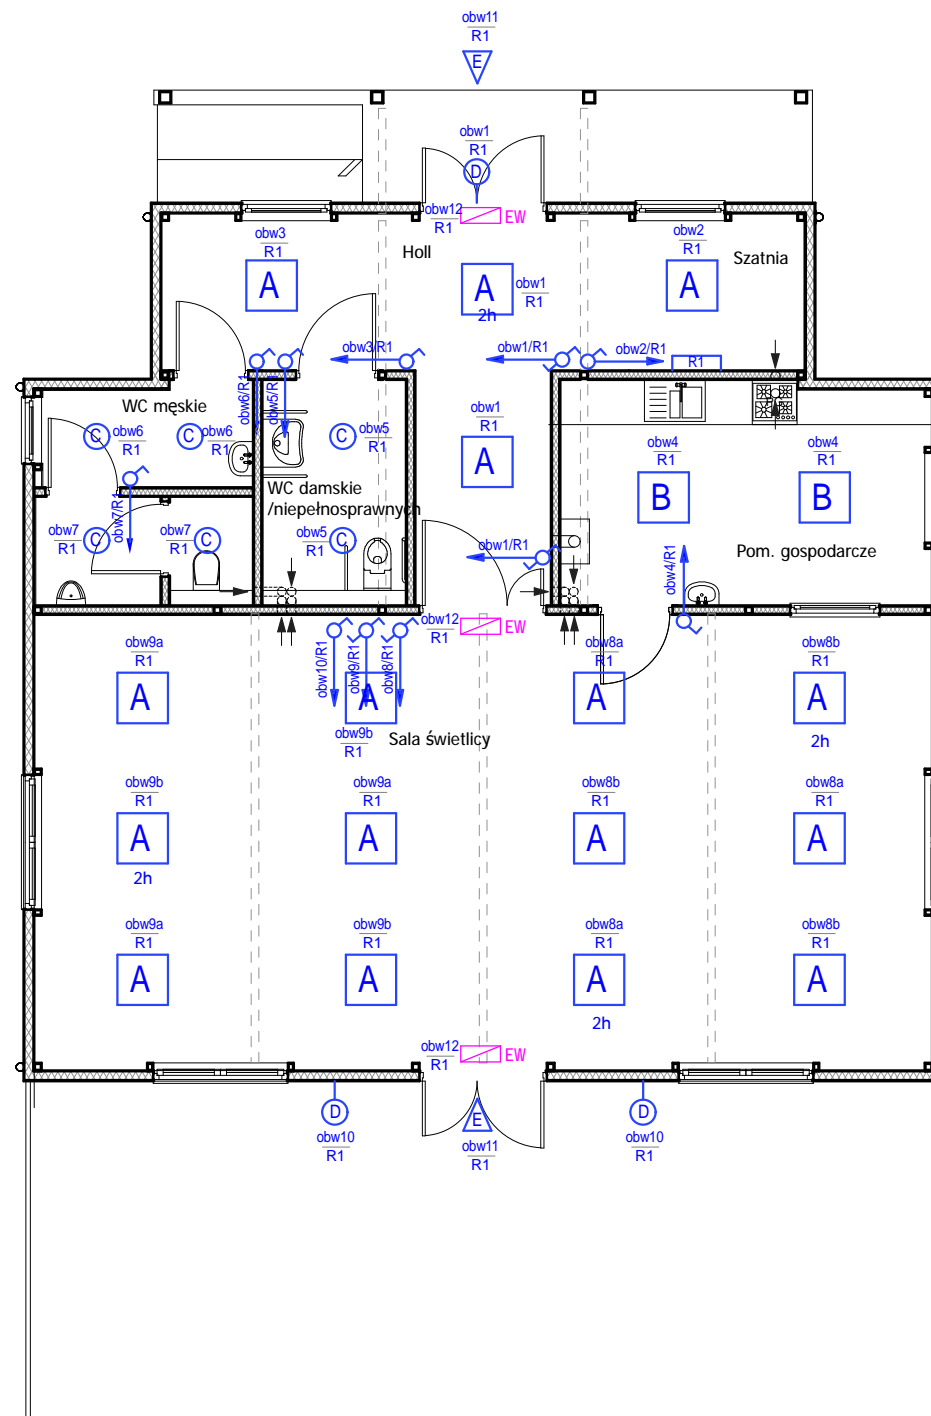 obw11
R1
E
obw1
R1
D
obw12
R1
EW
obw3
R1
A
Holl
A
2h
obw1
R1
obw2
R1
A
Szatnia
obw3/R1
obw1/R1
obw2/R1
R1
obw6/R1
obw5/R1
WC męskie
C
obw6
R1
C
obw6
R1
C
obw5
R1
obw1
R1
A
obw4
R1
B
obw4
R1
B
WC damskie
/niepełnosprawnych
obw7/R1
obw7
R1
C
obw7
R1
C
obw5
R1
C
obw1/R1
obw4/R1
Pom. gospodarcze
obw12
R1
EW
obw10/R1
obw9/R1
obw8/R1
obw9a
R1
A
A
obw9b
R1
Sala świetlicy
obw8a
R1
A
obw8b
R1
A
2h
obw9b
R1
A
2h
obw9a
R1
A
obw8b
R1
A
obw8a
R1
A
obw9a
R1
A
obw9b
R1
A
obw8a
R1
A
2h
obw8b
R1
A
obw12
R1
EW
D
obw10
R1
E
obw11
R1
D
obw10
R1